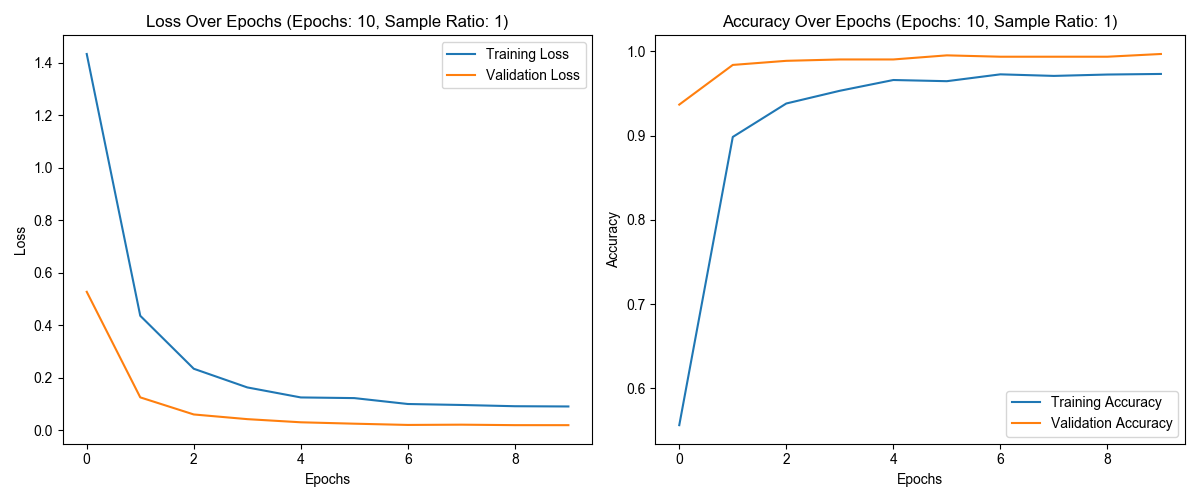 Loss Over Epochs (Epochs: 10, Sample Ratio: 1)
1.4
1.2
1.0
0.8
0.6
0.4
0.2
0.0
Loss
0
2
4
6
8
Epochs
Training Loss
Validation Loss
Accuracy Over Epochs (Epochs: 10, Sample Ratio: 1)
1.0
0.9
0.8
0.7
0.6
Accuracy
0
2
4
6
8
Epochs
Training Accuracy
Validation Accuracy